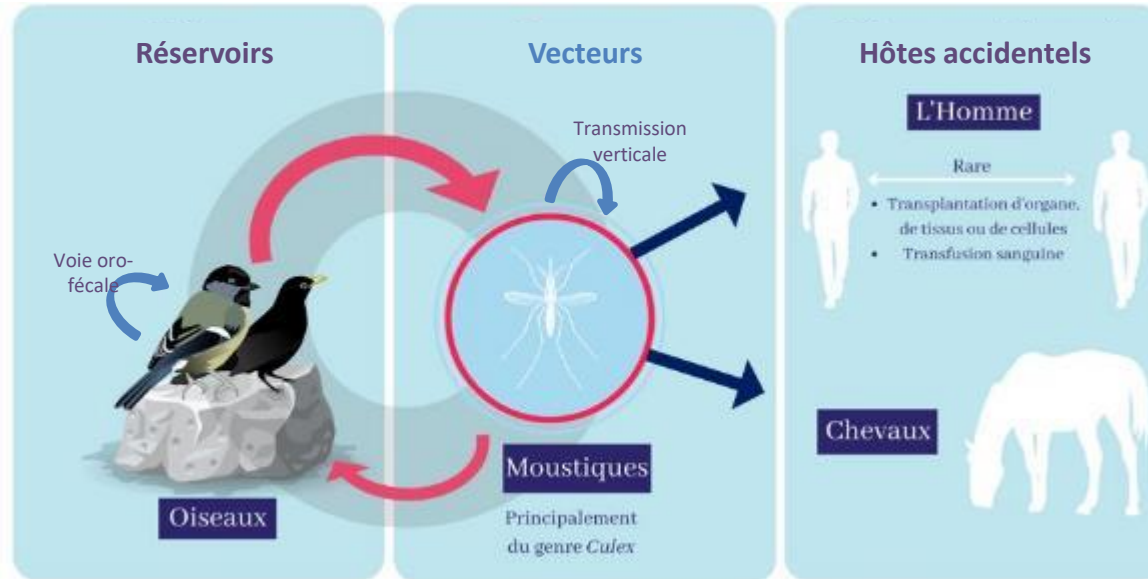 Réservoirs
Voie oro-
fécale
Oiseaux
Vecteurs
Transmission
verticale
Moustiques
Principalement
du genre Culex
Hôtes accidentels
L'Homme
Rare
• Transplantation d'organe,
de tissus ou de cellules
• Transfusion sanguine
Chevaux